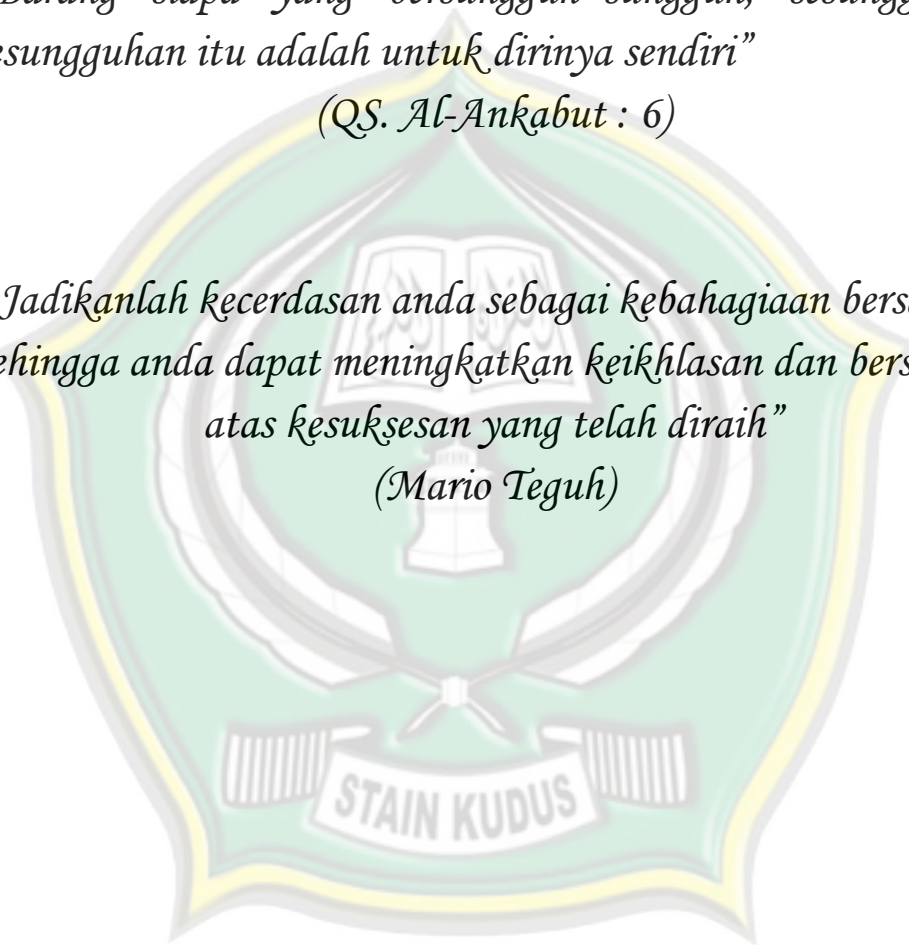 esungguhan itu adalah untuk dirinya sendiri”
(QS. Al-Ankabut : 6)
Jadikanlah kecerdasan anda sebagai kebahagiaan bers
ehingga anda dapat meningkatkan keikhlasan dan bers
atas kesuksesan yang telah diraih”
(Mario Teguh)
STAIN KUDUS